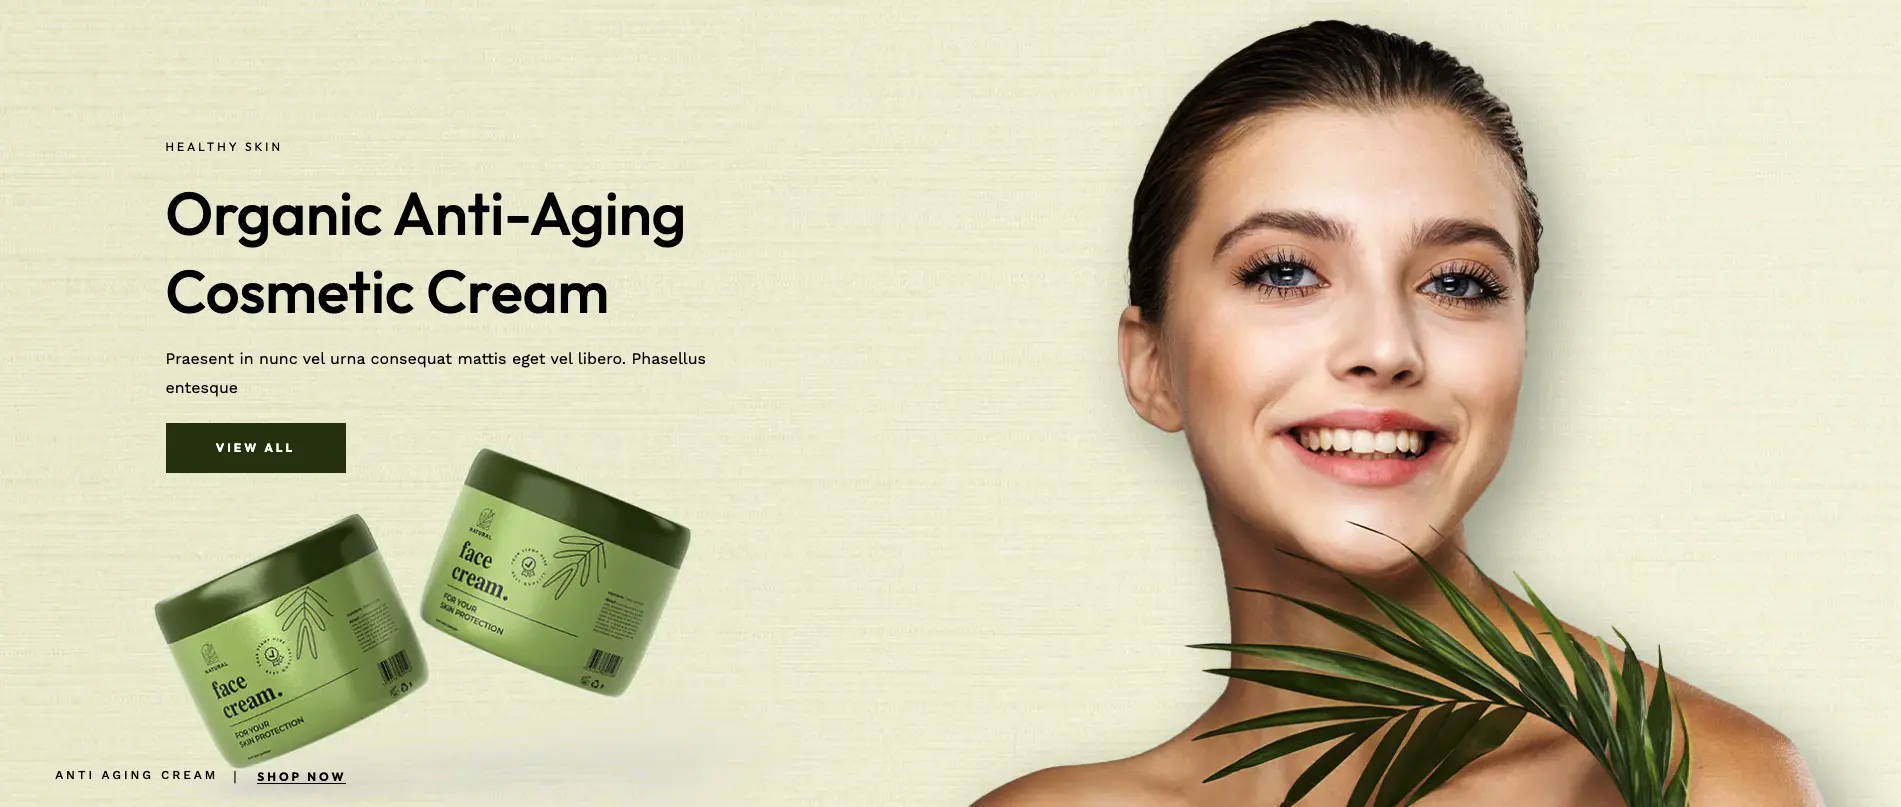 HEALTHY SKIN
Organic Anti-Aging
Cosmetic Cream
Praesent in nunc vel urna consequat mattis eget vel libero. Phasellus
entesque
VIEW ALL
NATURAL
face
cream.
FOR YOUR
SKIN PROTECTION
NATURAL
face
cream.
FOR YOUR
SKIN PROTECTION
ANTI AGING CREAM | SHOP NOW